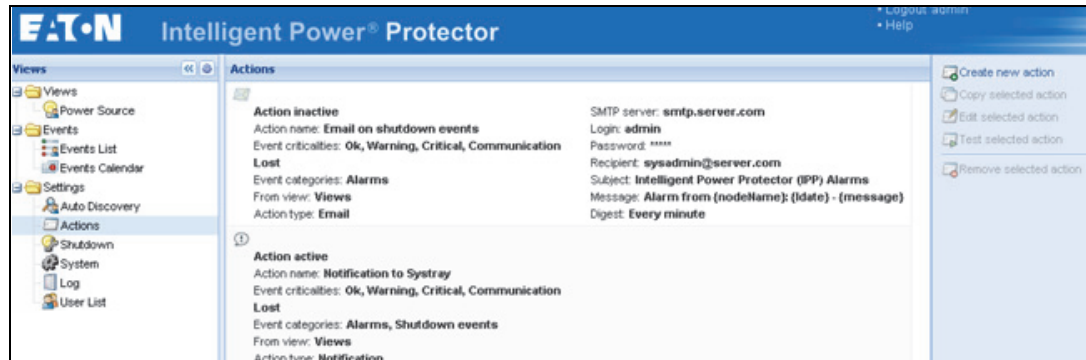 • Logout admin
EATON Intelligent Power® Protector
• Help
Views
Views
Power Source
Events
Events List
Events Calendar
Settings
Auto Discovery
Actions
Shutdown
System
Log
User List
Actions
Action inactive
Action name: Email on shutdown events
Event criticalities: Ok, Warning, Critical, Communication
Lost
Event categories: Alarms
From view: Views
Action type: Email
SMTP server: smtp.server.com
Login: admin
Password: *****
Recipient: sysadmin@server.com
Subject: Intelligent Power Protector (IPP) Alarms
Message: Alarm from {nodeName}: {ldate} - {message}
Digest: Every minute
Action active
Action name: Notification to Systray
Event criticalities: Ok, Warning, Critical, Communication
Lost
Event categories: Alarms, Shutdown events
From view: Views
Action type: Notification
Create new action
Copy selected action
Edit selected action
Test selected action
Remove selected action